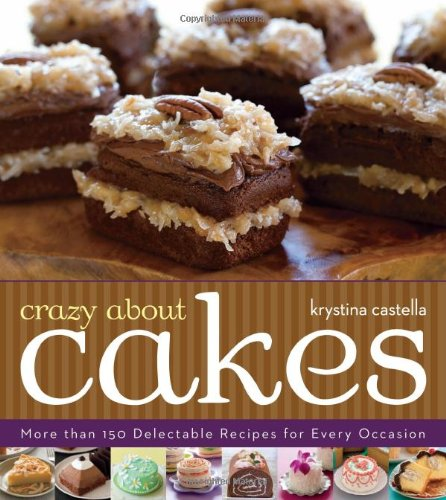 crazy about
krystina castella
cakes
More than 150 Delectable Recipes for Every Occasion